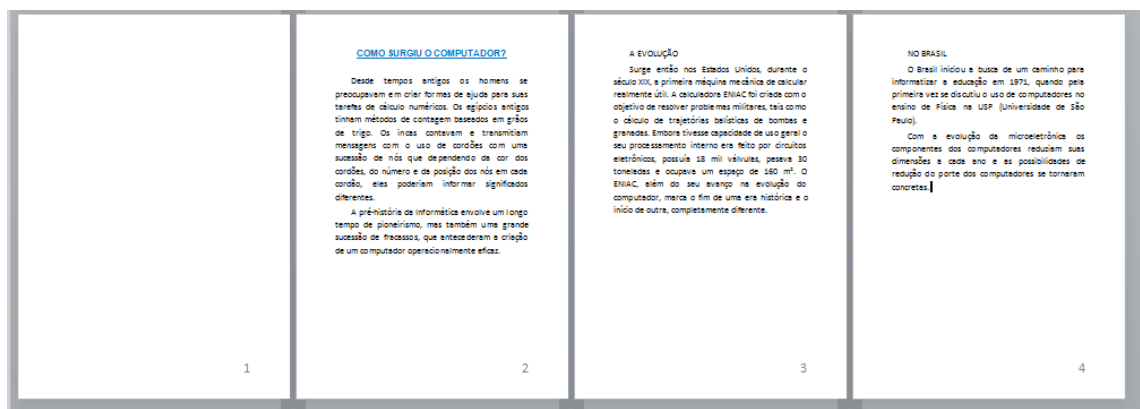 1
COMO SURGIU O COMPUTADOR?
Desde tempos antigos os homens se
preocupavam em criar formas de ajuda para suas
tarefas de cálculo numéricos. Os egípcios antigos
tinham métodos de contagem baseados em grãos
de trigo. Os incas contavam e transmitiam
mensagens com o uso de cordões com uma
sucessão de nós que dependendo da cor dos
cordões, do número e da posição dos nós em cada
cordão, eles poderiam informar significados
diferentes.
A pré-história da informática envolve um longo
tempo de pioneirismo, mas também uma grande
sucessão de fracassos, que antecederam a criação
de um computador operacionalmente eficaz.
2
A EVOLUÇÃO
Surge então nos Estados Unidos, durante o
século XIX, a primeira máquina mecânica de calcular
realmente útil. A calculadora ENIAC foi criada com o
objetivo de resolver problemas militares, tais como
o cálculo de trajetórias balísticas de bombas e
granadas. Embora tivesse capacidade de uso geral o
seu processamento interno era feito por circuitos
eletrônicos, possuía 18 mil válvulas, pesava 30
toneladas e ocupava um espaço de 160 m². O
ENIAC, além do seu avanço na evolução do
computador, marca o fim de uma era histórica e o
início de outra, completamente diferente.
3
NO BRASIL
O Brasil iniciou a busca de um caminho para
informatizar a educação em 1971, quando pela
primeira vez se discutiu o uso de computadores no
ensino de Física na USP (Universidade de São
Paulo).
Com a evolução da microeletrônica os
componentes dos computadores reduziam suas
dimensões a cada ano e as possibilidades de
redução do porte dos computadores se tornaram
concretas.
4